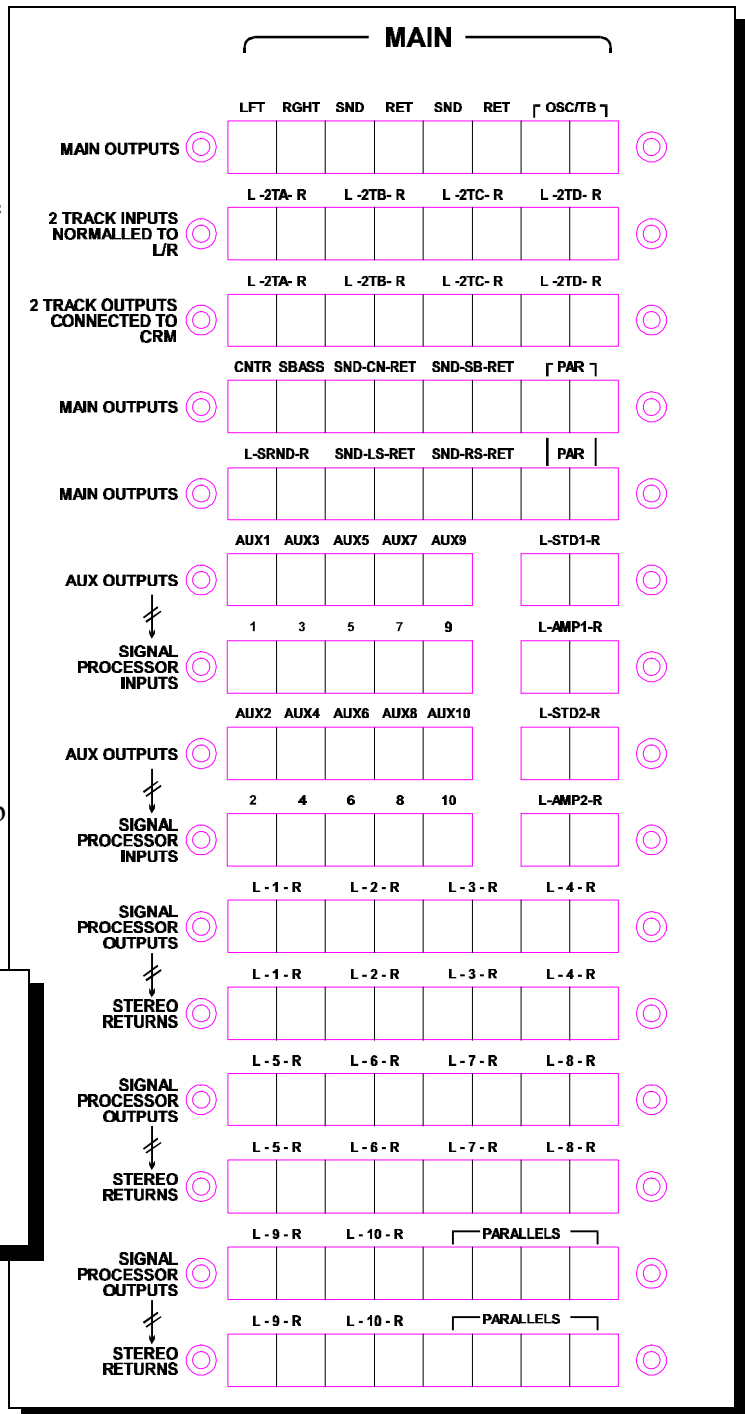 MAIN
LFT RGHT SND RET SND RET OSC/TB
MAIN OUTPUTS
L -2TA- R L -2TB- R L -2TC- R L -2TD- R
2 TRACK INPUTS
NORMALLED TO
L/R
L -2TA- R L -2TB- R L -2TC- R L -2TD- R
2 TRACK OUTPUTS
CONNECTED TO
CRM
CNTR SBASS SND-CN-RET SND-SB-RET PAR
MAIN OUTPUTS
L-SRND-R SND-LS-RET SND-RS-RET PAR
MAIN OUTPUTS
AUX1 AUX3 AUX5 AUX7 AUX9 L-STD1-R
AUX OUTPUTS
1 3 5 7 9 L-AMP1-R
SIGNAL
PROCESSOR
INPUTS
AUX2 AUX4 AUX6 AUX8 AUX10 L-STD2-R
AUX OUTPUTS
2 4 6 8 10 L-AMP2-R
SIGNAL
PROCESSOR
INPUTS
L - 1 - R L - 2 - R L - 3 - R L - 4 - R
SIGNAL
PROCESSOR
OUTPUTS
L - 1 - R L - 2 - R L - 3 - R L - 4 - R
STEREO
RETURNS
L - 5 - R L - 6 - R L - 7 - R L - 8 - R
SIGNAL
PROCESSOR
OUTPUTS
L - 5 - R L - 6 - R L - 7 - R L - 8 - R
STEREO
RETURNS
L - 9 - R L - 10 - R PARALLELS
SIGNAL
PROCESSOR
OUTPUTS
L - 9 - R L - 10 - R PARALLELS
STEREO
RETURNS